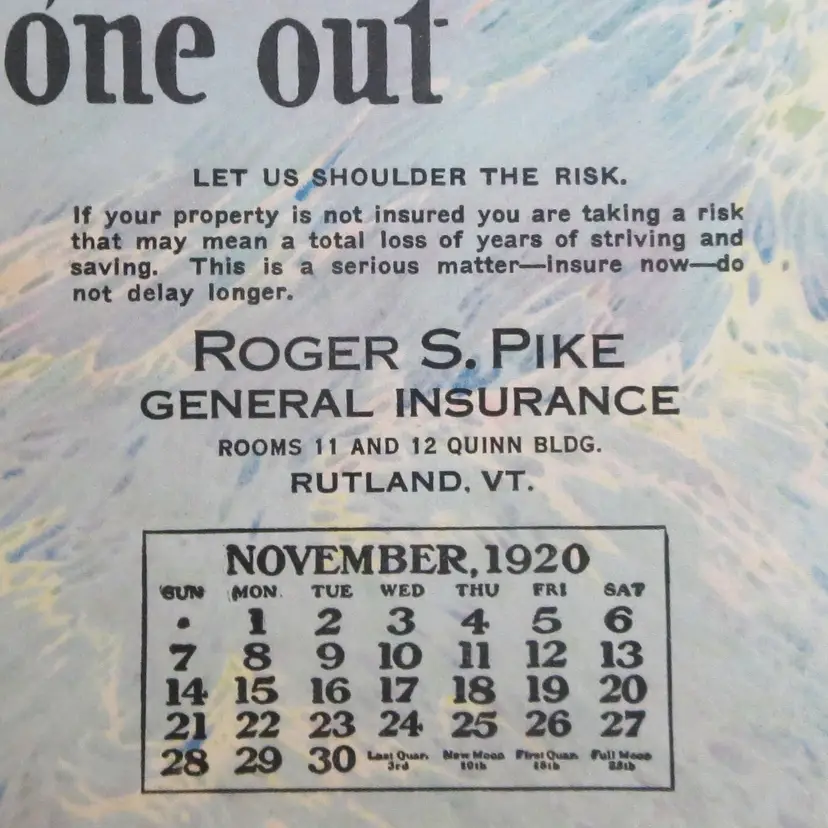 one out
LET US SHOULDER THE RISK.
If your property is not insured you are taking a risk
that may mean a total loss of years of striving and
saving. This is a serious matter—insure now—do
not delay longer.
ROGER S. PIKE
GENERAL INSURANCE
ROOMS 11 AND 12 QUINN BLDG.
RUTLAND, VT.
NOVEMBER, 1920
SUN MON. TUE WED THU FRI SAT
• 1 2 3 4 5 6
7 8 9 10 11 12 13
14 15 16 17 18 19 20
21 22 23 24 25 26 27
28 29 30 Last Quar. New Moon First Quar. Full Moon
3rd 10th 18th 25th